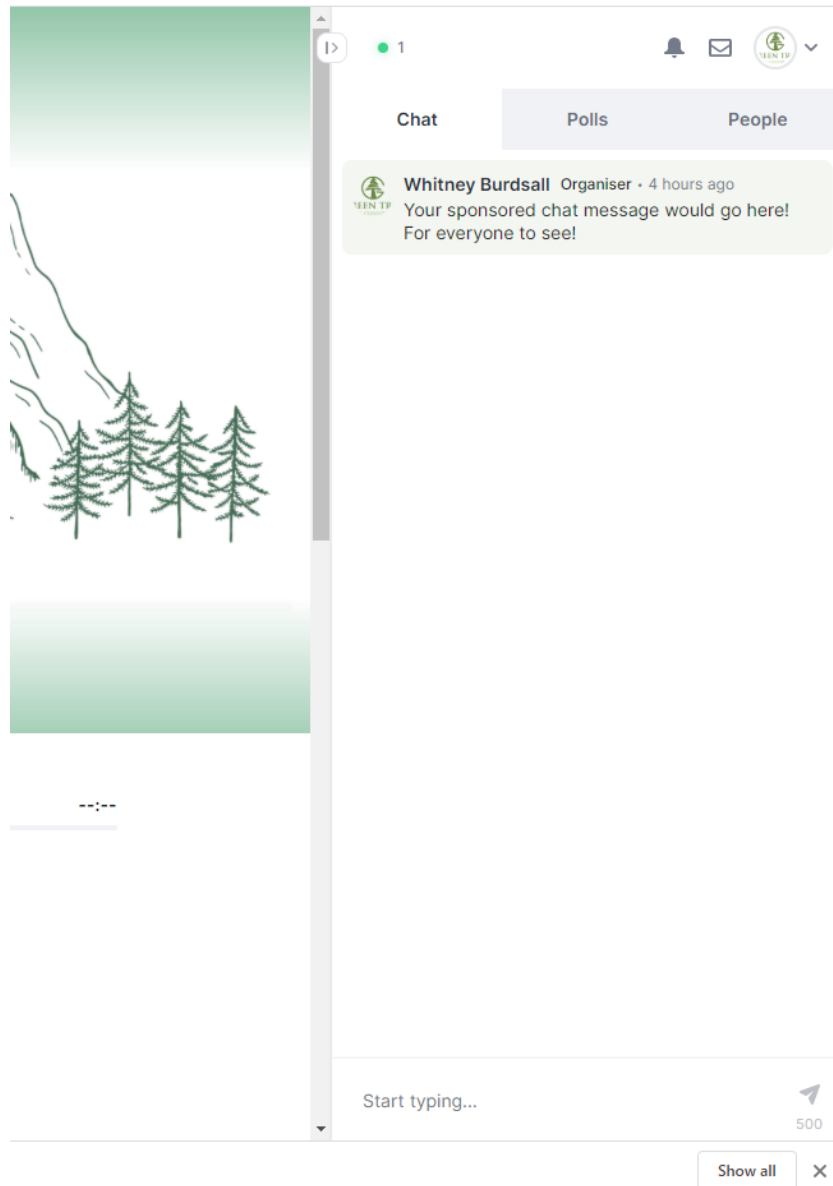 1
Chat
Polls
People
Whitney Burdsall Organiser • 4 hours ago
Your sponsored chat message would go here!
For everyone to see!
--:--
Start typing...
500
Show all